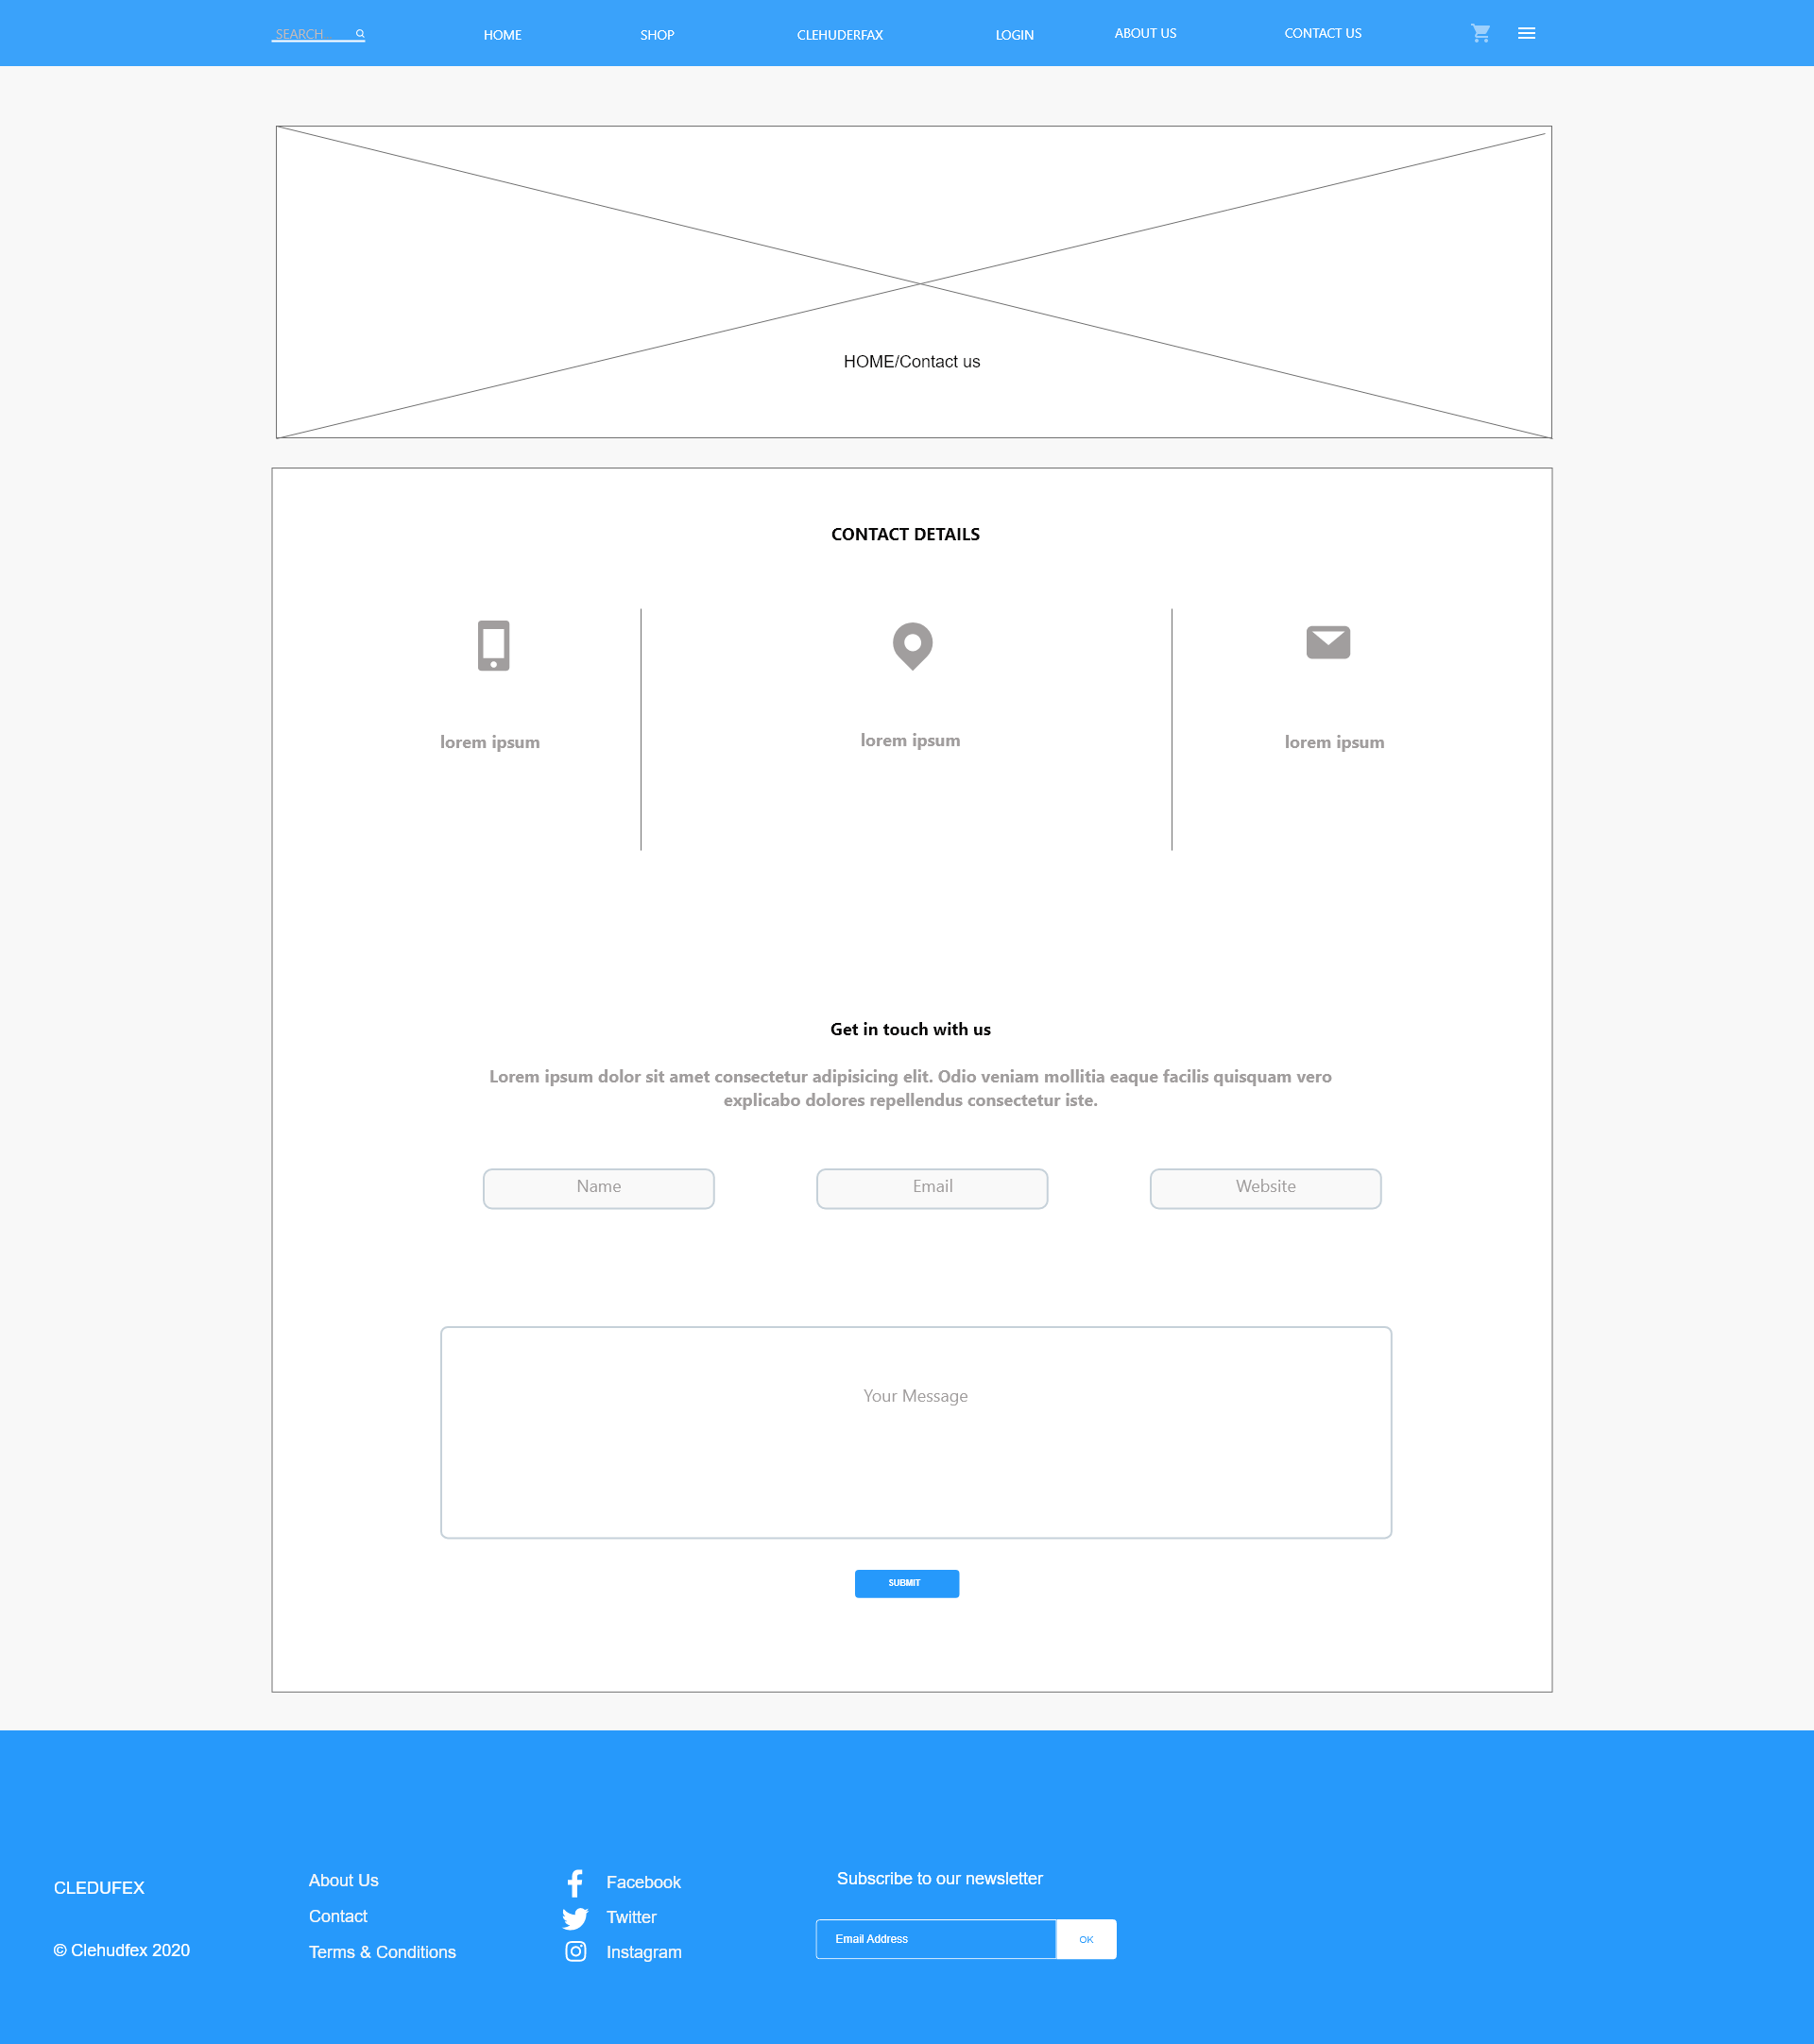 SEARCH
HOME
SHOP
CLEHUDERFAX
LOGIN
ABOUT US
CONTACT US
HOME/Contact us
CONTACT DETAILS
lorem ipsum
lorem ipsum
lorem ipsum
Get in touch with us
Lorem ipsum dolor sit amet consectetur adipisicing elit. Odio veniam mollitia eaque facilis quisquam vero
explicabo dolores repellendus consectetur iste.
Name
Email
Website
Your Message
SUBMIT
CLEDUFEX
© Clehudfex 2020
About Us
Contact
Terms & Conditions
Facebook
Twitter
Instagram
Subscribe to our newsletter
Email Address
OK